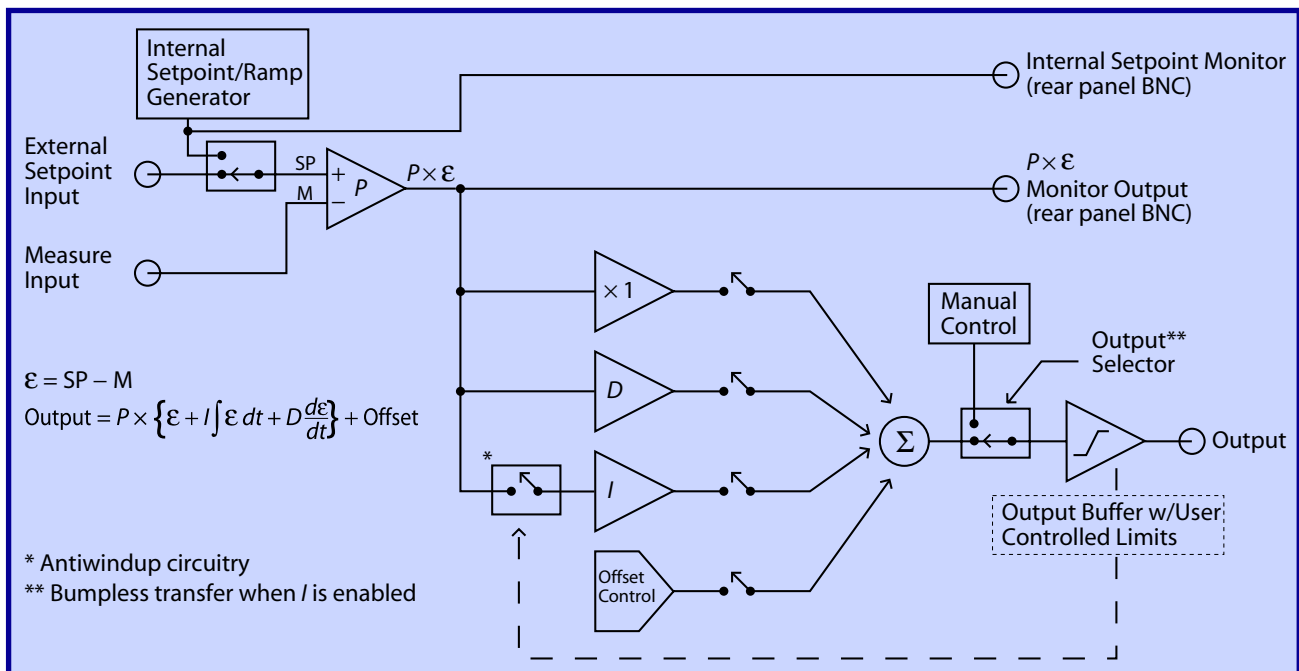 Internal
Setpoint/Ramp
Generator
Internal Setpoint Monitor
(rear panel BNC)
External
Setpoint
Input
SP
M
+
−
P
P × ε
P × ε
Monitor Output
(rear panel BNC)
Measure
Input
× 1
Manual
Control
Output**
Selector
ε = SP – M
Output = P × {ε + I∫ε dt + D dε/dt} + Offset
D
Σ
Output
*
I
Output Buffer w/User
Controlled Limits
* Antiwindup circuitry
** Bumpless transfer when I is enabled
Offset
Control